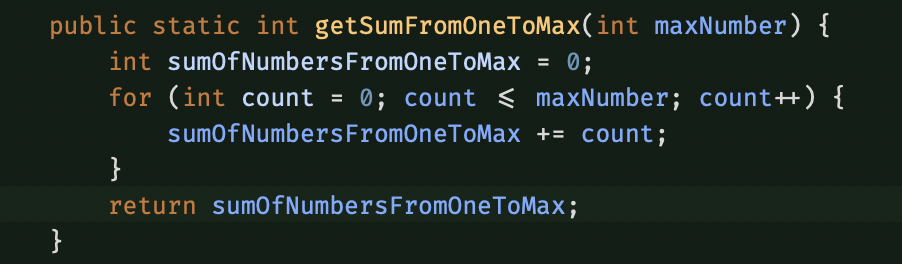 public static int getSumFromOneToMax(int maxNumber) {
    int sumOfNumbersFromOneToMax = 0;
    for (int count = 0; count <= maxNumber; count++) {
        sumOfNumbersFromOneToMax += count;
    }
    return sumOfNumbersFromOneToMax;
}